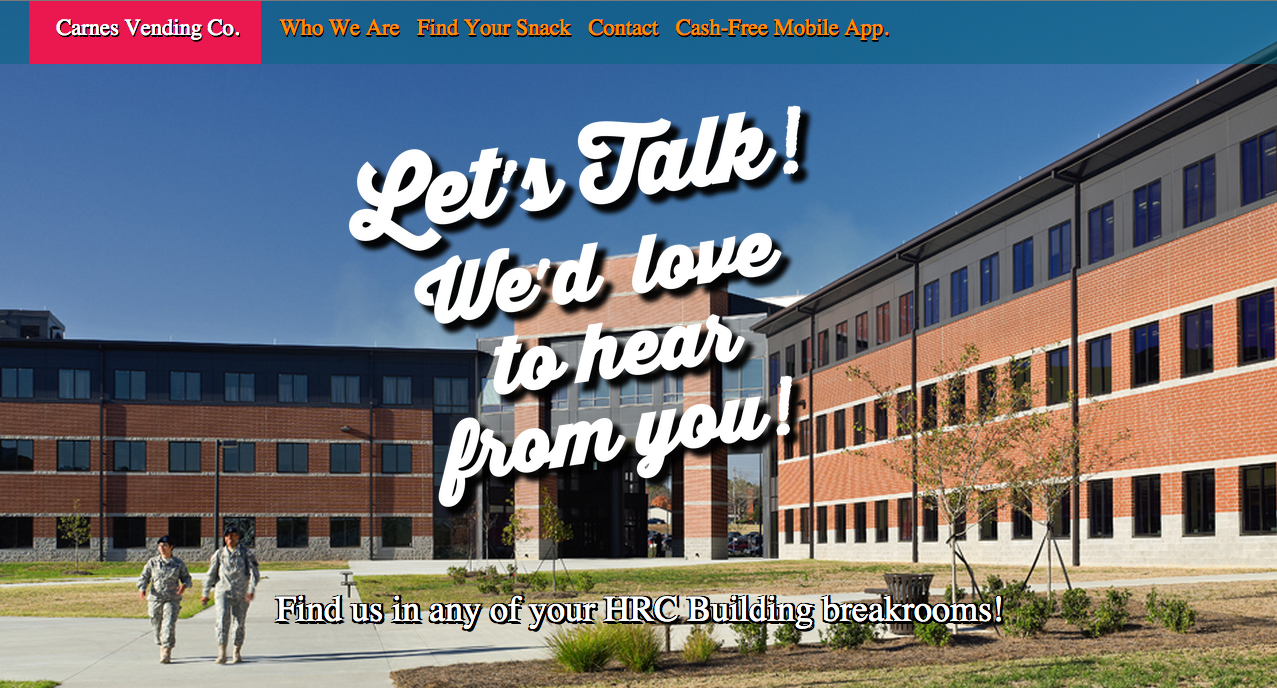 Carnes Vending Co. Who We Are Find Your Snack Contact Cash-Free Mobile App.
Let's Talk!
We'd love
to hear
from you!
Find us in any of your HRC Building breakrooms!